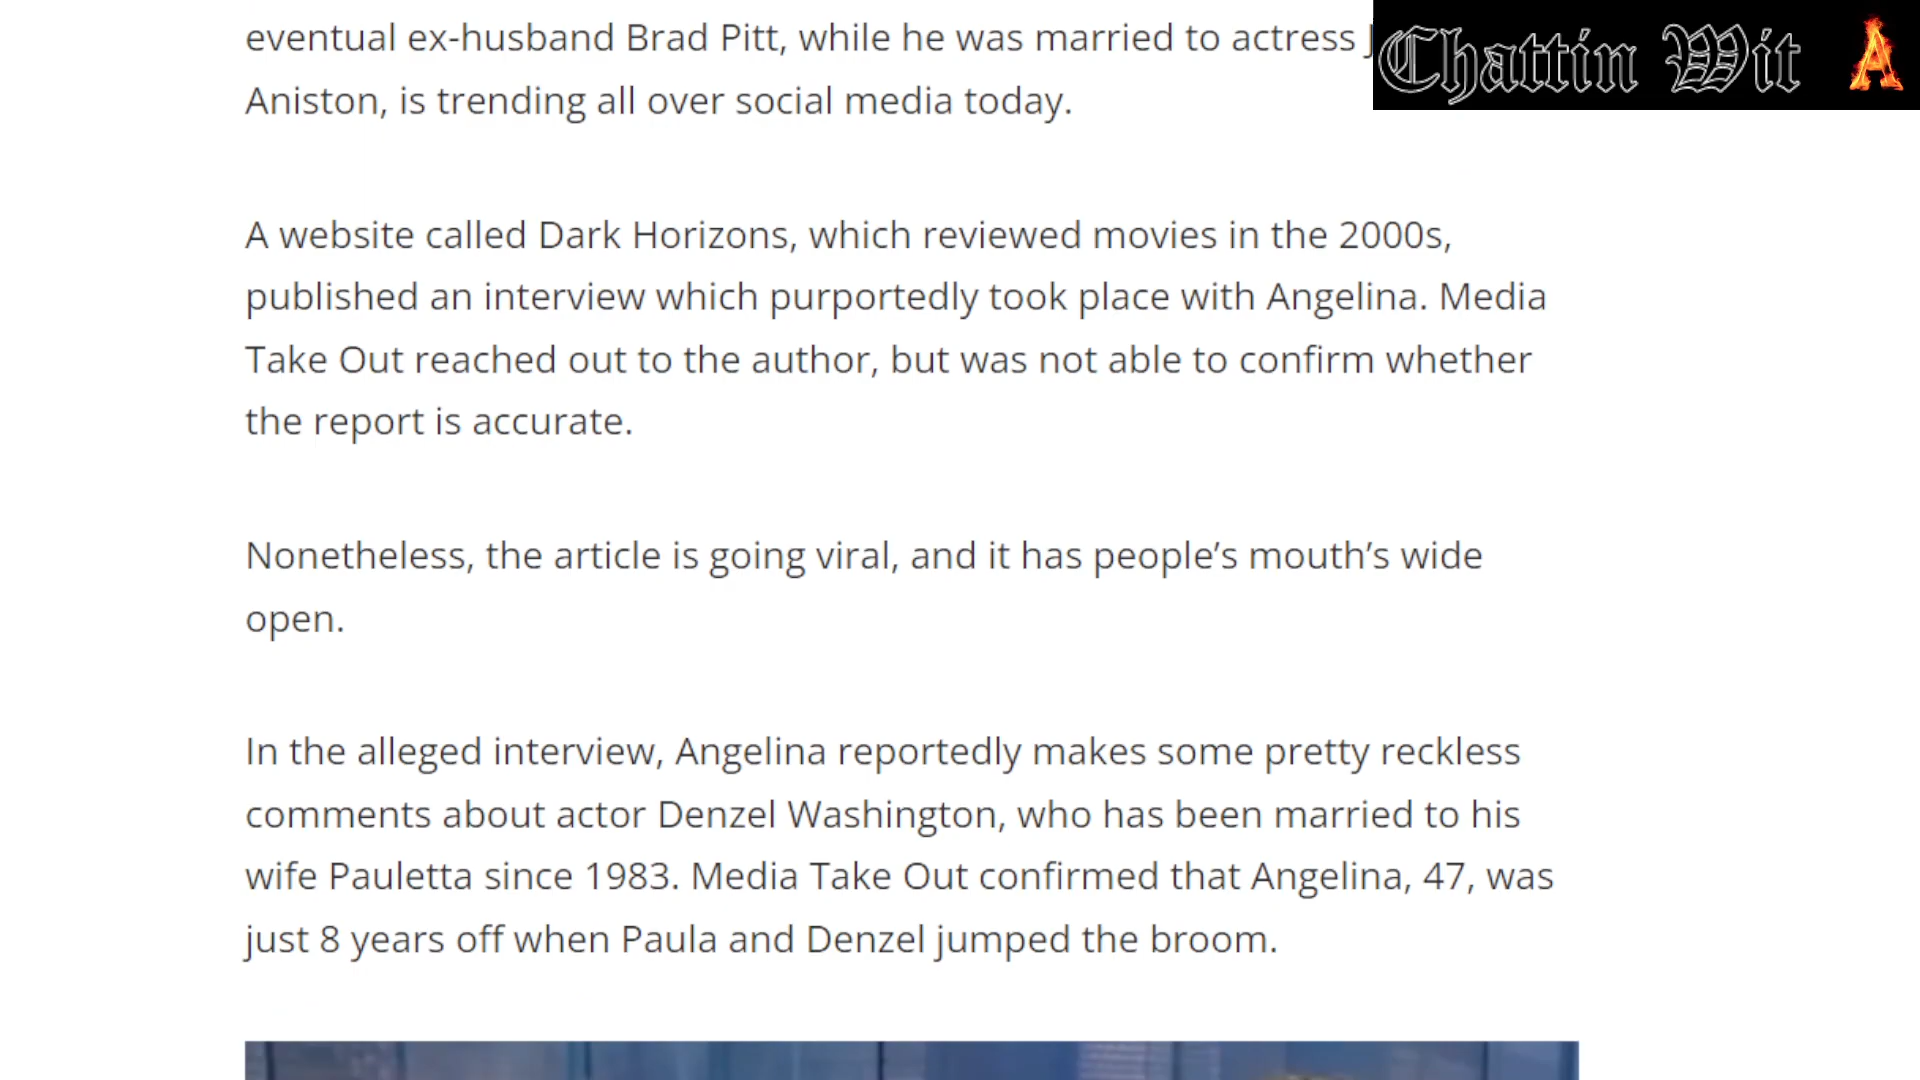 eventual ex-husband Brad Pitt, while he was married to actress
Chattin Wit A
Aniston, is trending all over social media today.
A website called Dark Horizons, which reviewed movies in the 2000s,
published an interview which purportedly took place with Angelina. Media
Take Out reached out to the author, but was not able to confirm whether
the report is accurate.
Nonetheless, the article is going viral, and it has people’s mouth’s wide
open.
In the alleged interview, Angelina reportedly makes some pretty reckless
comments about actor Denzel Washington, who has been married to his
wife Pauletta since 1983. Media Take Out confirmed that Angelina, 47, was
just 8 years off when Paula and Denzel jumped the broom.